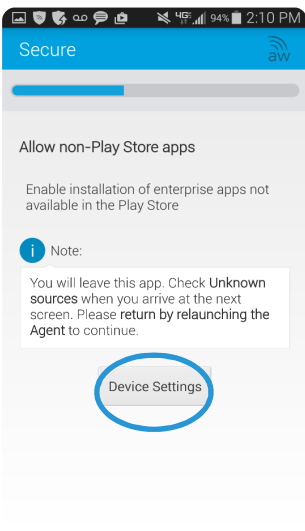 4G 94% 2:10 PM
Secure
aw
Allow non-Play Store apps
Enable installation of enterprise apps not
available in the Play Store
i Note:
You will leave this app. Check Unknown
sources when you arrive at the next
screen. Please return by relaunching the
Agent to continue.
Device Settings